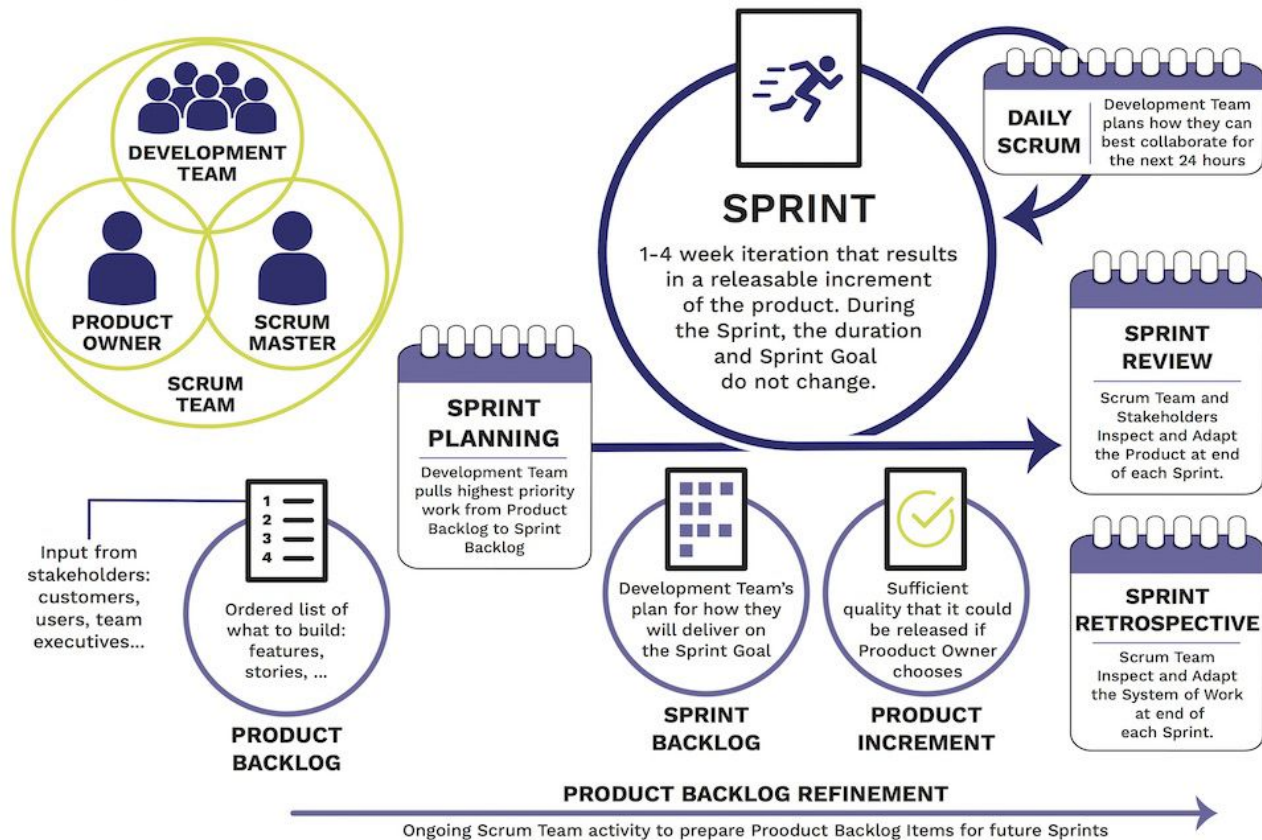 DEVELOPMENT
TEAM
PRODUCT
OWNER
SCRUM
MASTER
SCRUM
TEAM
Input from
stakeholders:
customers,
users, team
executives...
1
2
3
4
Ordered list of
what to build:
features,
stories, ...
PRODUCT
BACKLOG
SPRINT
PLANNING
Development Team
pulls highest priority
work from Product
Backlog to Sprint
Backlog
SPRINT
1-4 week iteration that results
in a releasable increment
of the product. During
the Sprint, the duration
and Sprint Goal
do not change.
DAILY
SCRUM
Development Team
plans how they can
best collaborate for
the next 24 hours
Development Team's
plan for how they
will deliver on
the Sprint Goal
SPRINT
BACKLOG
Sufficient
quality that it could
be released if
Prooduct Owner
chooses
PRODUCT
INCREMENT
SPRINT
REVIEW
Scrum Team and
Stakeholders
Inspect and Adapt
the Product at end
of each Sprint.
SPRINT
RETROSPECTIVE
Scrum Team
Inspect and Adapt
the System of Work
at end of
each Sprint.
PRODUCT BACKLOG REFINEMENT
Ongoing Scrum Team activity to prepare Prooduct Backlog Items for future Sprints